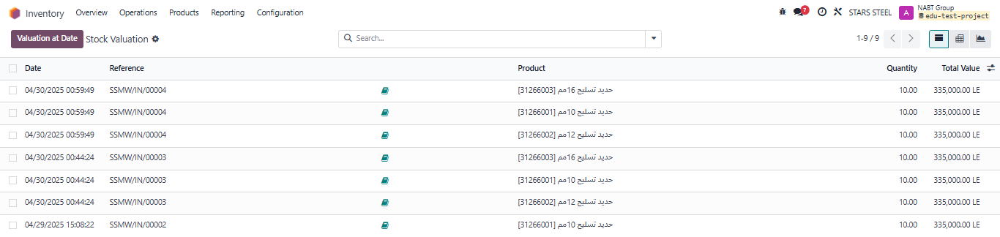 Inventory Overview Operations Products Reporting Configuration 7 STARS STEEL A NABT Group
edu-test-project
Valuation at Date Stock Valuation Search... 1-9 / 9
Date Reference Product Quantity Total Value
04/30/2025 00:59:49 SSMW/IN/00004 [31266003] حديد تسليح 16مم 10.00 335,000.00 LE
04/30/2025 00:59:49 SSMW/IN/00004 [31266001] حديد تسليح 10مم 10.00 335,000.00 LE
04/30/2025 00:59:49 SSMW/IN/00004 [31266002] حديد تسليح 12مم 10.00 335,000.00 LE
04/30/2025 00:44:24 SSMW/IN/00003 [31266003] حديد تسليح 16مم 10.00 335,000.00 LE
04/30/2025 00:44:24 SSMW/IN/00003 [31266001] حديد تسليح 10مم 10.00 335,000.00 LE
04/30/2025 00:44:24 SSMW/IN/00003 [31266002] حديد تسليح 12مم 10.00 335,000.00 LE
04/29/2025 15:08:22 SSMW/IN/00002 [31266001] حديد تسليح 10مم 10.00 335,000.00 LE